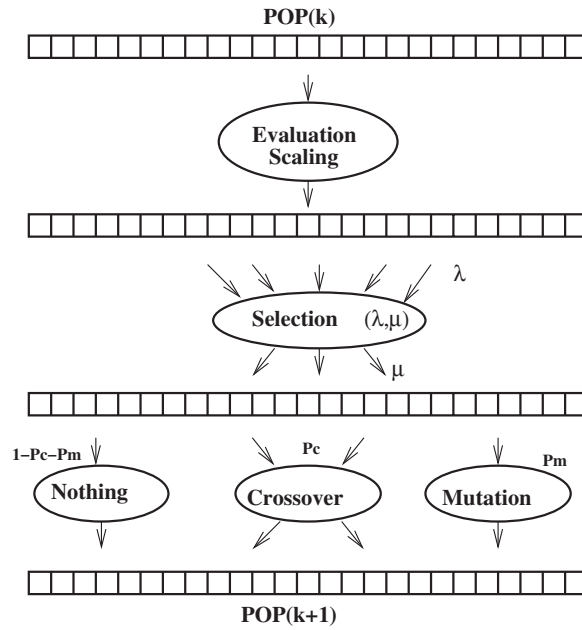 POP(k)
Evaluation
Scaling
λ
Selection (λ,μ)
μ
1−Pc−Pm
Pc
Pm
Nothing
Crossover
Mutation
POP(k+1)